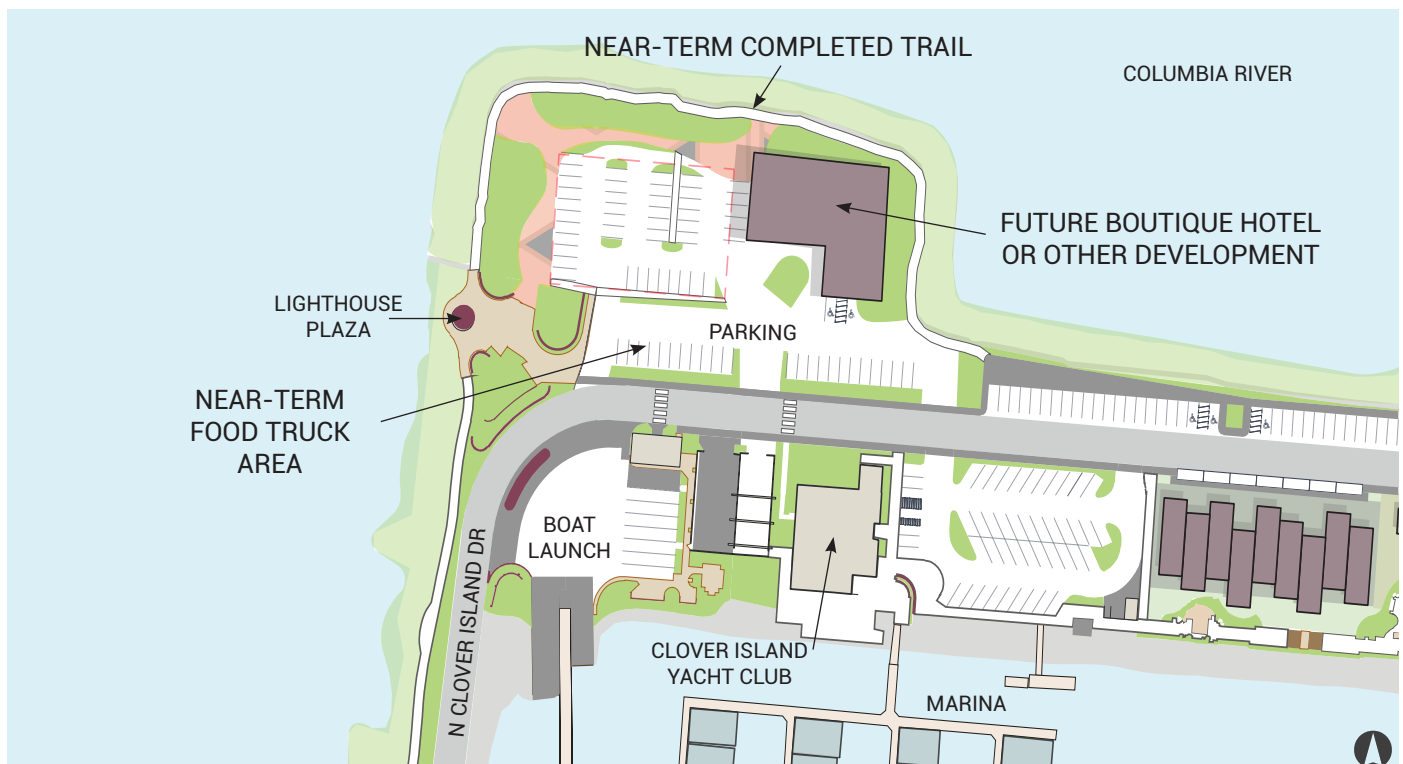 NEAR-TERM COMPLETED TRAIL
COLUMBIA RIVER
FUTURE BOUTIQUE HOTEL
OR OTHER DEVELOPMENT
LIGHTHOUSE
PLAZA
PARKING
NEAR-TERM
FOOD TRUCK
AREA
BOAT
LAUNCH
N CLOVER ISLAND DR
CLOVER ISLAND
YACHT CLUB
MARINA